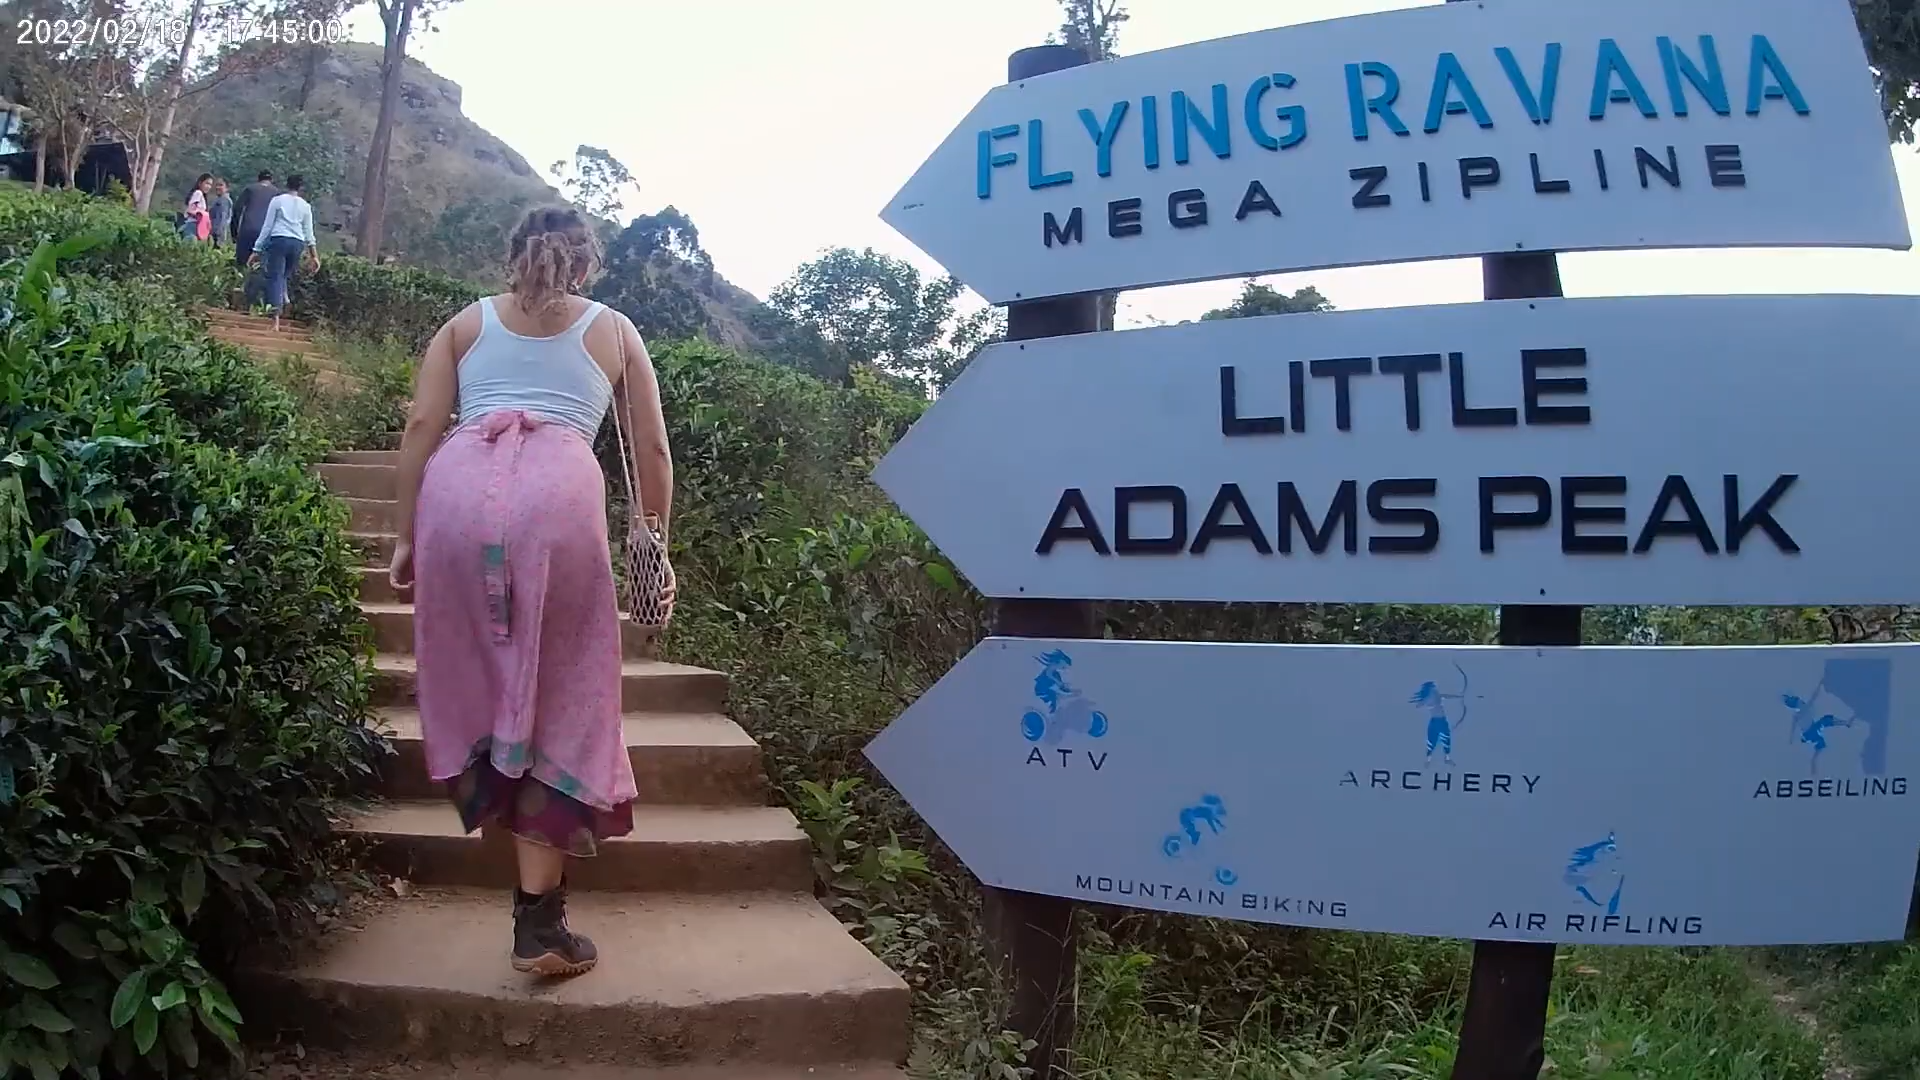 2022/02/18 17:45:00
FLYING RAVANA
MEGA ZIPLINE
LITTLE
ADAMS PEAK
ATV
ARCHERY
ABSEILING
MOUNTAIN BIKING
AIR RIFLING